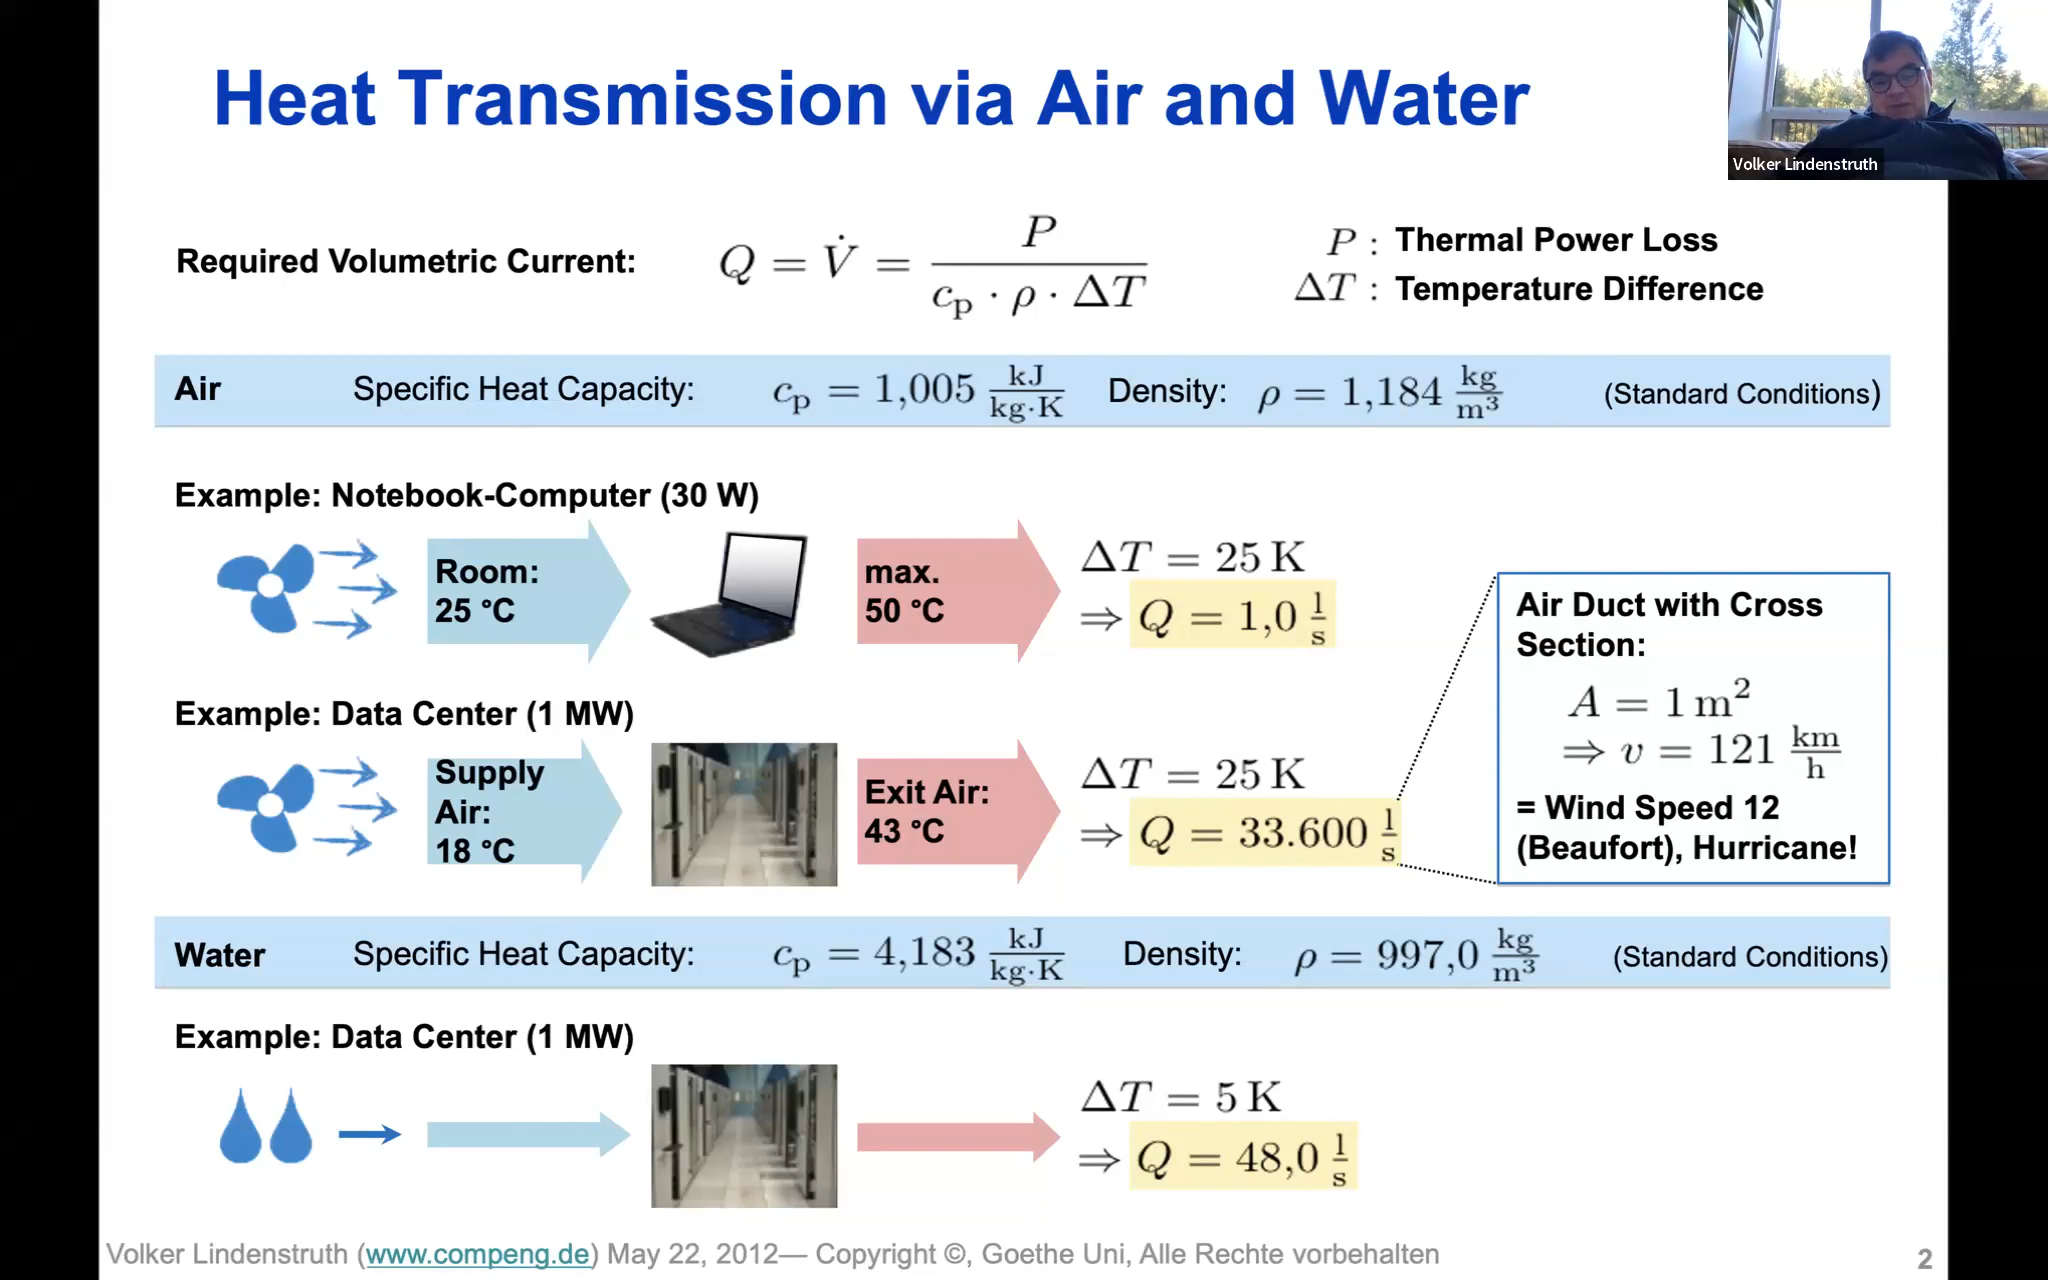 Heat Transmission via Air and Water
Volker Lindenstruth
Required Volumetric Current: Q = V̇ = P / (c_p · ρ · ΔT)
P : Thermal Power Loss
ΔT : Temperature Difference
Air Specific Heat Capacity: c_p = 1,005 kJ/kg·K Density: ρ = 1,184 kg/m³ (Standard Conditions)
Example: Notebook-Computer (30 W)
Room:
25 °C
max.
50 °C
ΔT = 25 K
⇒ Q = 1,0 l/s
Example: Data Center (1 MW)
Supply
Air:
18 °C
Exit Air:
43 °C
ΔT = 25 K
⇒ Q = 33.600 l/s
Air Duct with Cross
Section:
A = 1 m²
⇒ v = 121 km/h
= Wind Speed 12
(Beaufort), Hurricane!
Water Specific Heat Capacity: c_p = 4,183 kJ/kg·K Density: ρ = 997,0 kg/m³ (Standard Conditions)
Example: Data Center (1 MW)
ΔT = 5 K
⇒ Q = 48,0 l/s
Volker Lindenstruth (www.compeng.de) May 22, 2012— Copyright ©, Goethe Uni, Alle Rechte vorbehalten
2